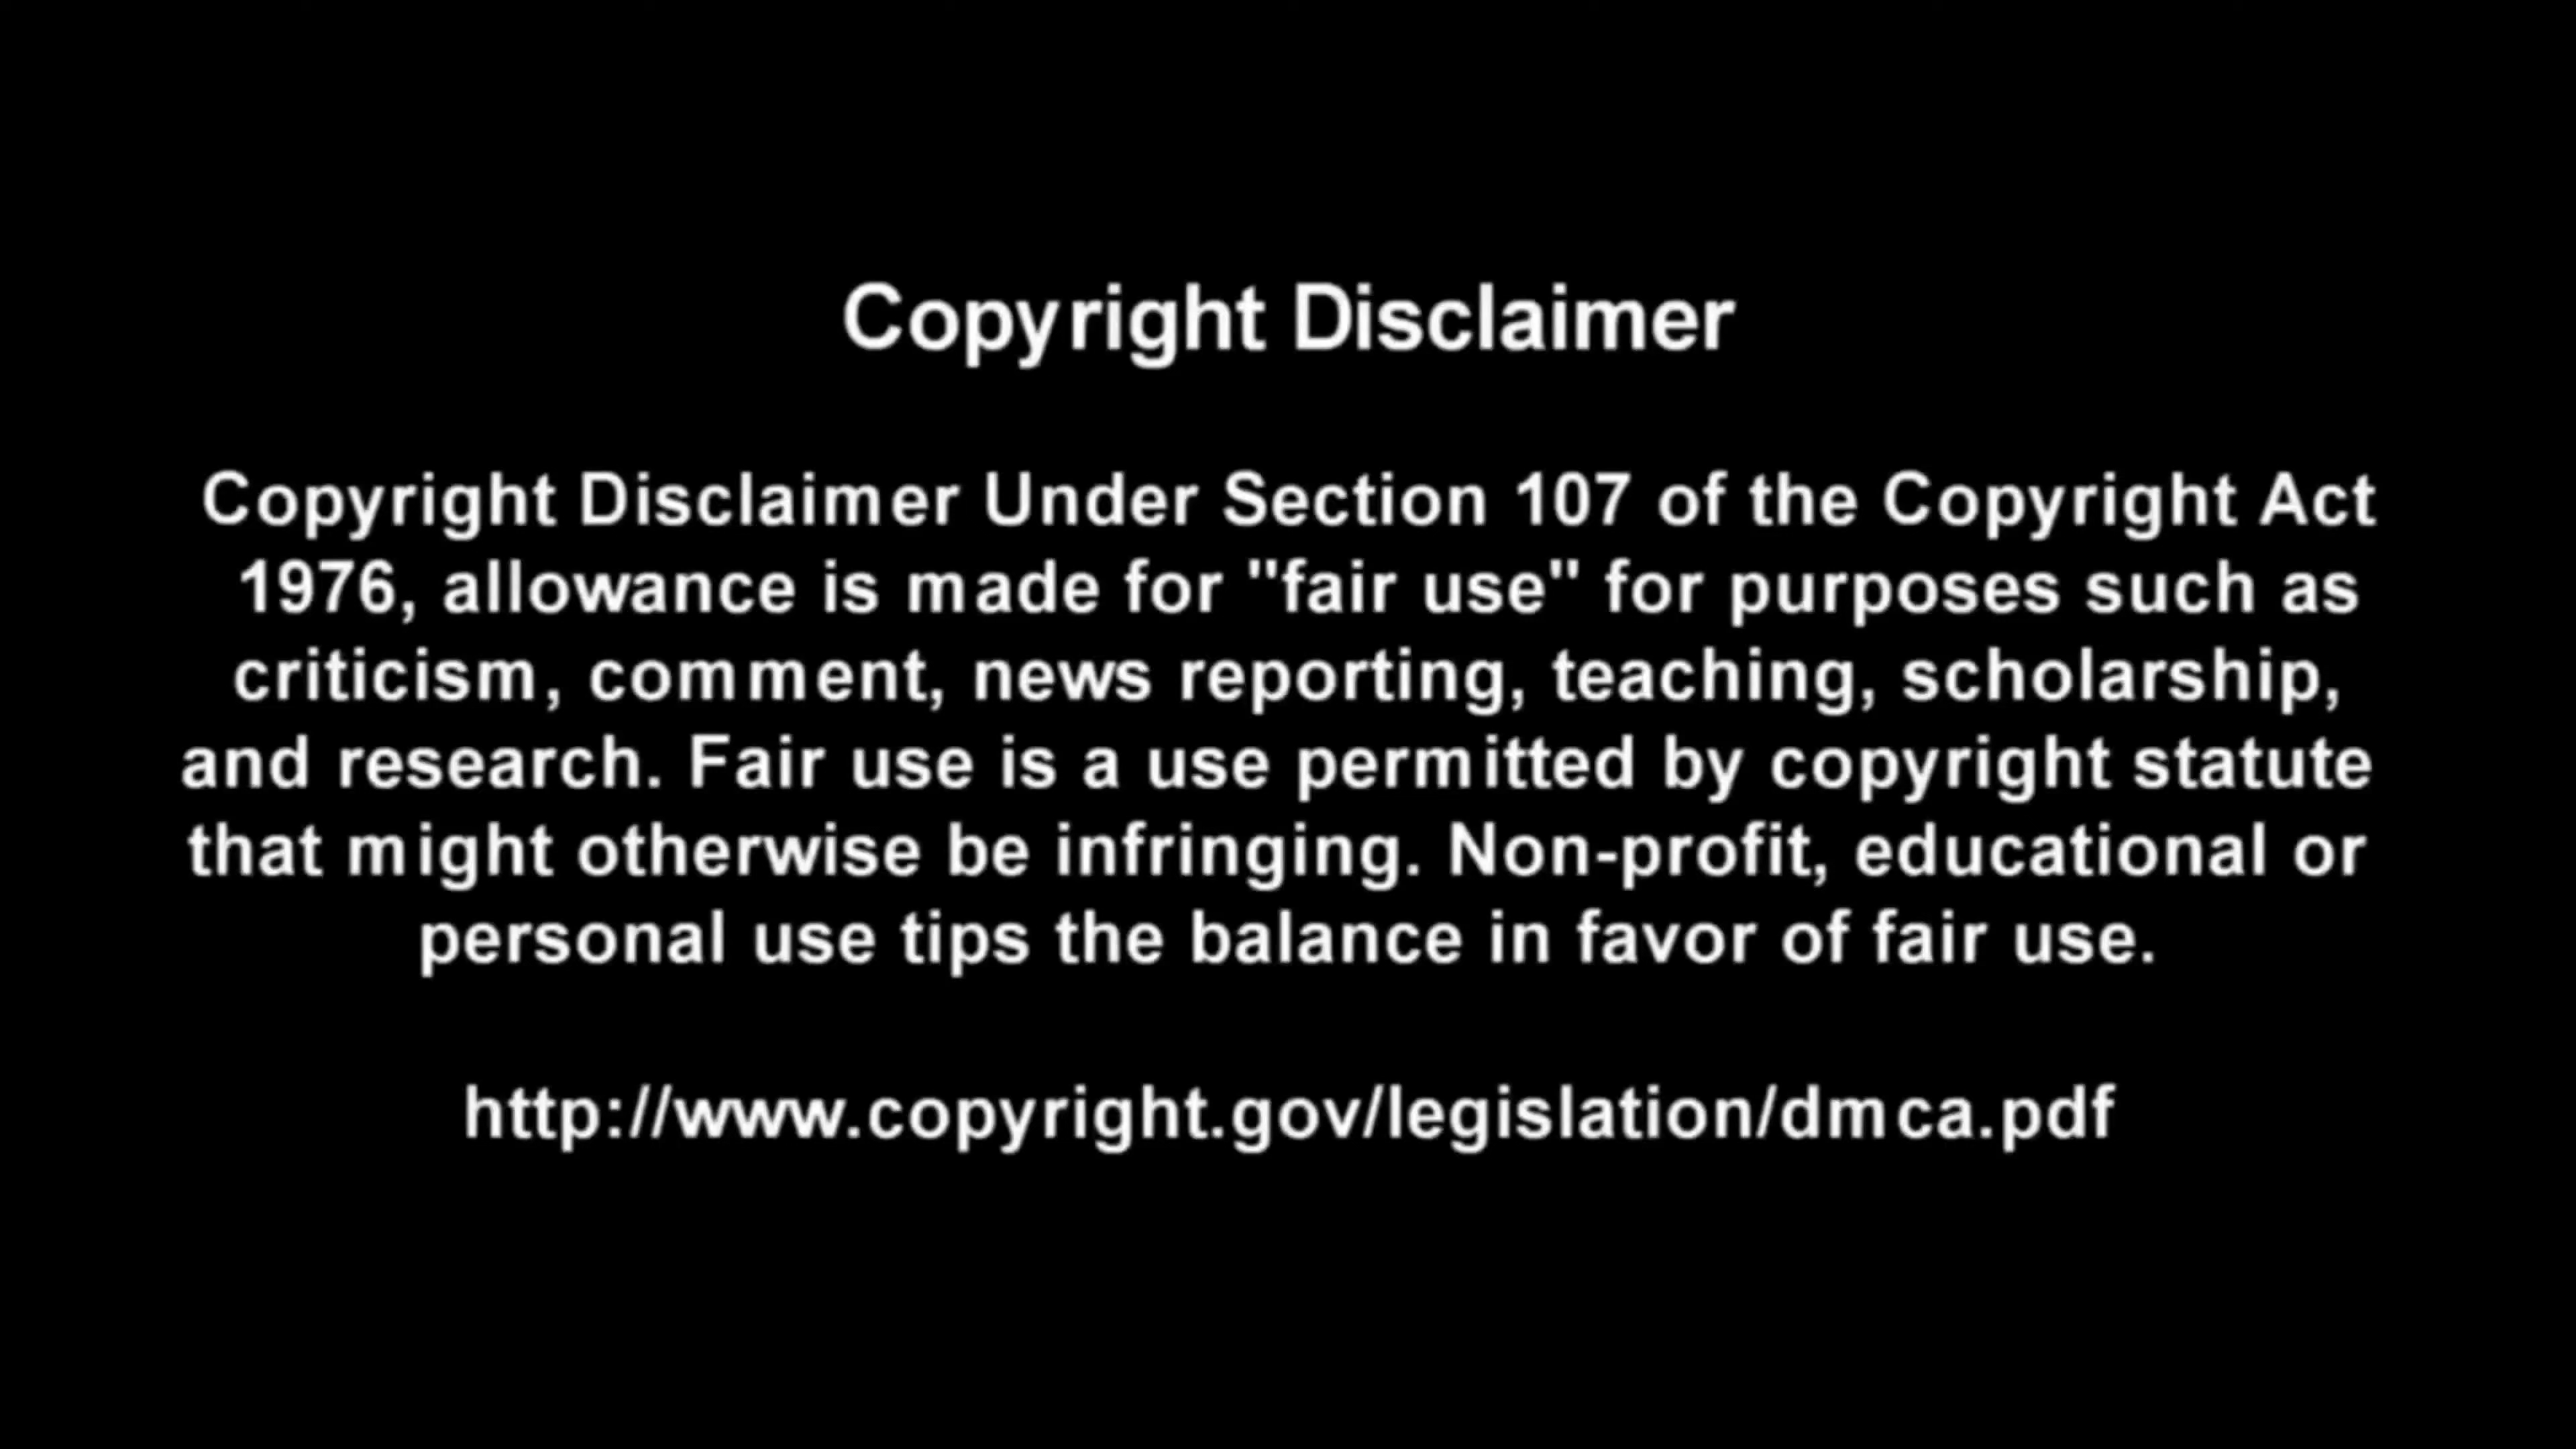 Copyright Disclaimer
Copyright Disclaimer Under Section 107 of the Copyright Act
1976, allowance is made for "fair use" for purposes such as
criticism, comment, news reporting, teaching, scholarship,
and research. Fair use is a use permitted by copyright statute
that might otherwise be infringing. Non-profit, educational or
personal use tips the balance in favor of fair use.
http://www.copyright.gov/legislation/dmca.pdf